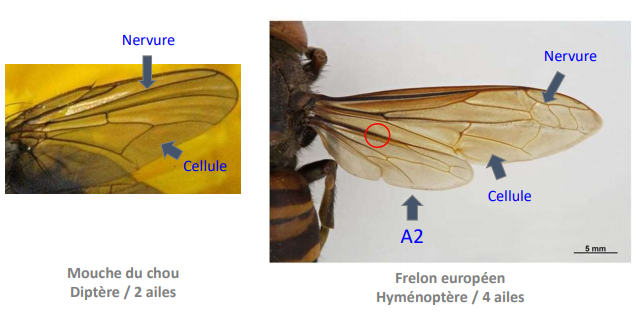 Nervure
Cellule
Mouche du chou
Diptère / 2 ailes
Nervure
Cellule
A2
5 mm
Frelon européen
Hyménoptère / 4 ailes